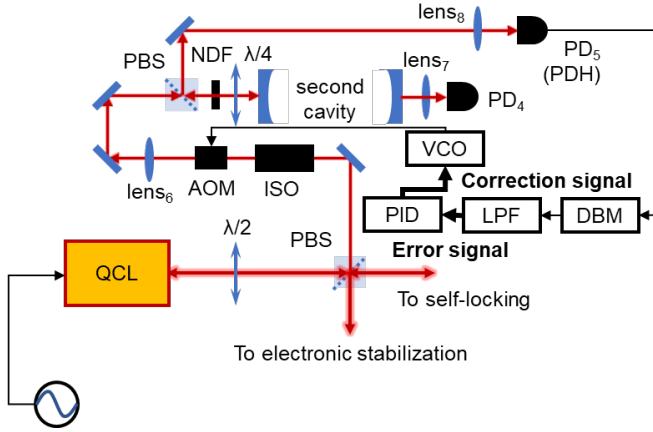 lens₈
PBS
NDF
λ/4
lens₇
PD₅
(PDH)
second
cavity
PD₄
VCO
lens₆
AOM
ISO
Correction signal
PID
LPF
DBM
Error signal
λ/2
PBS
QCL
To self-locking
To electronic stabilization